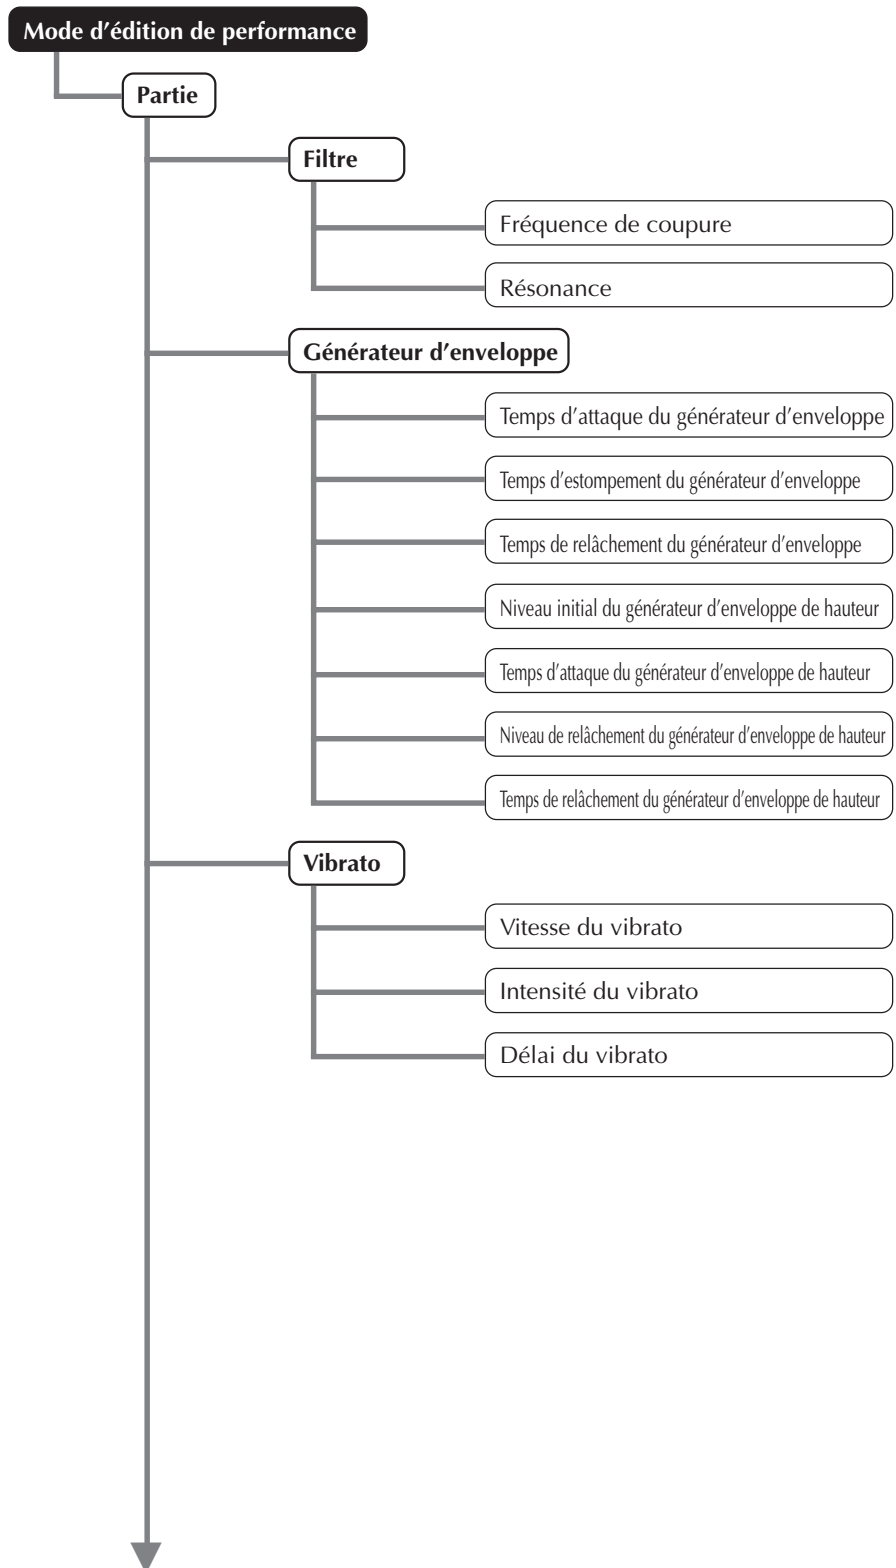 Mode d’édition de performance
Partie
Filtre
Fréquence de coupure
Résonance
Générateur d’enveloppe
Temps d’attaque du générateur d’enveloppe
Temps d’estompement du générateur d’enveloppe
Temps de relâchement du générateur d’enveloppe
Niveau initial du générateur d’enveloppe de hauteur
Temps d’attaque du générateur d’enveloppe de hauteur
Niveau de relâchement du générateur d’enveloppe de hauteur
Temps de relâchement du générateur d’enveloppe de hauteur
Vibrato
Vitesse du vibrato
Intensité du vibrato
Délai du vibrato